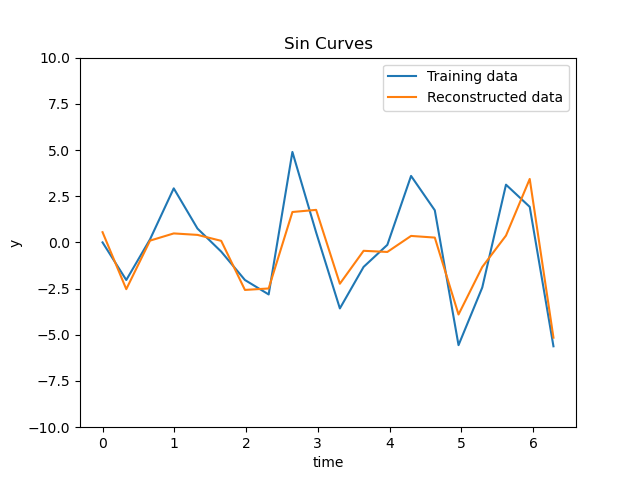 Sin Curves
Training data
Reconstructed data
10.0
7.5
5.0
2.5
0.0
−2.5
−5.0
−7.5
−10.0
y
0 1 2 3 4 5 6
time